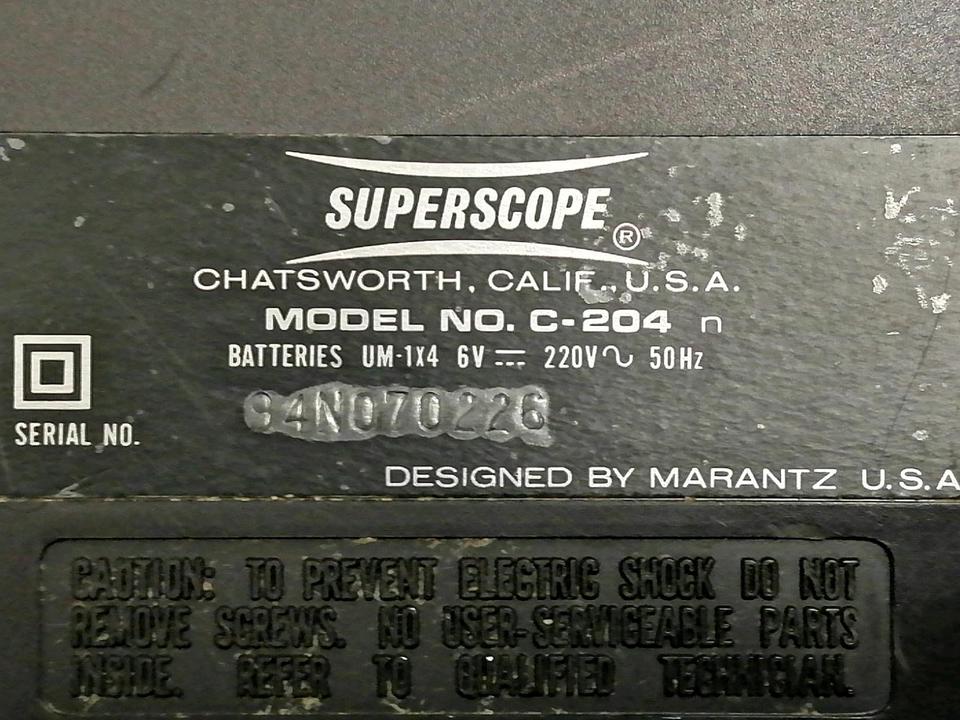 SUPERSCOPE®
CHATSWORTH, CALIF., U.S.A.
MODEL NO. C-204 n
BATTERIES UM-1X4 6V ⎓ 220V∿ 50Hz
94N070226
SERIAL NO.
DESIGNED BY MARANTZ U.S.A
CAUTION: TO PREVENT ELECTRIC SHOCK DO NOT
REMOVE SCREWS. NO USER-SERVICEABLE PARTS
INSIDE. REFER TO QUALIFIED TECHNICIAN.